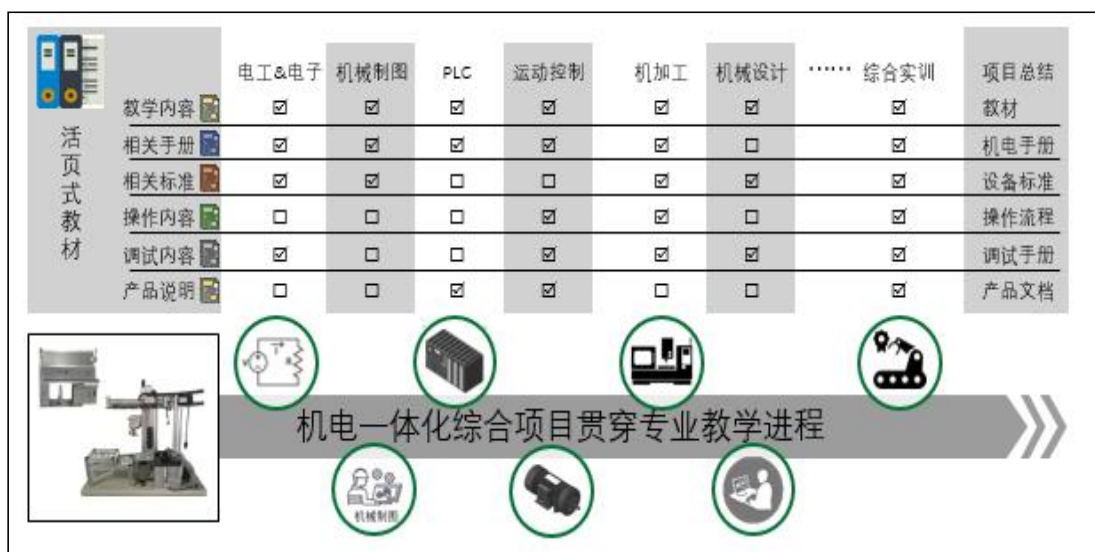 电工&电子 机械制图 PLC 运动控制 机加工 机械设计 …… 综合实训 项目总结
活页式教材
教学内容 ☑ ☑ ☑ ☑ ☑ ☑ ☑ 教材
相关手册 ☑ ☑ ☑ ☑ ☑ ☐ ☑ 机电手册
相关标准 ☑ ☑ ☐ ☐ ☑ ☑ ☑ 设备标准
操作内容 ☐ ☐ ☐ ☑ ☑ ☐ ☑ 操作流程
调试内容 ☑ ☐ ☐ ☑ ☑ ☑ ☑ 调试手册
产品说明 ☐ ☐ ☑ ☑ ☐ ☐ ☑ 产品文档
机电一体化综合项目贯穿专业教学进程
机械制图